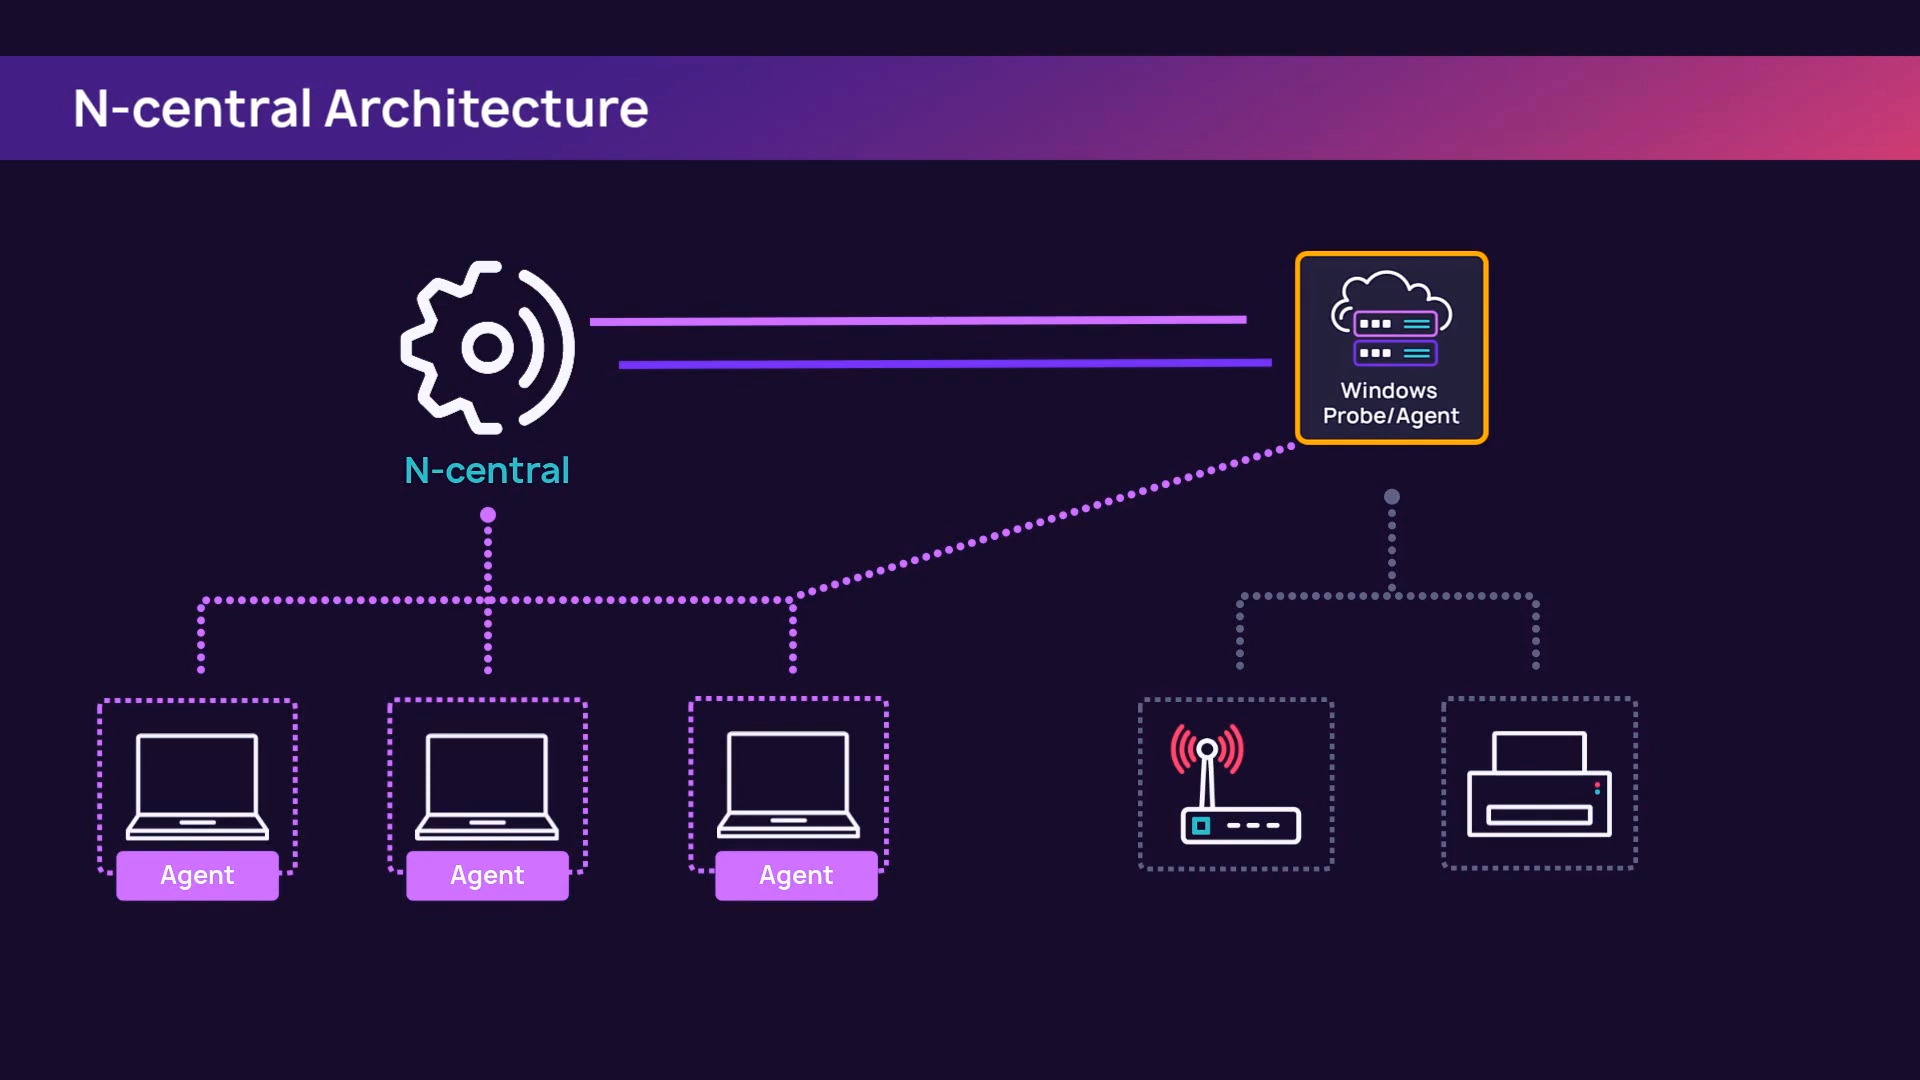 N-central Architecture
N-central
Windows
Probe/Agent
Agent
Agent
Agent